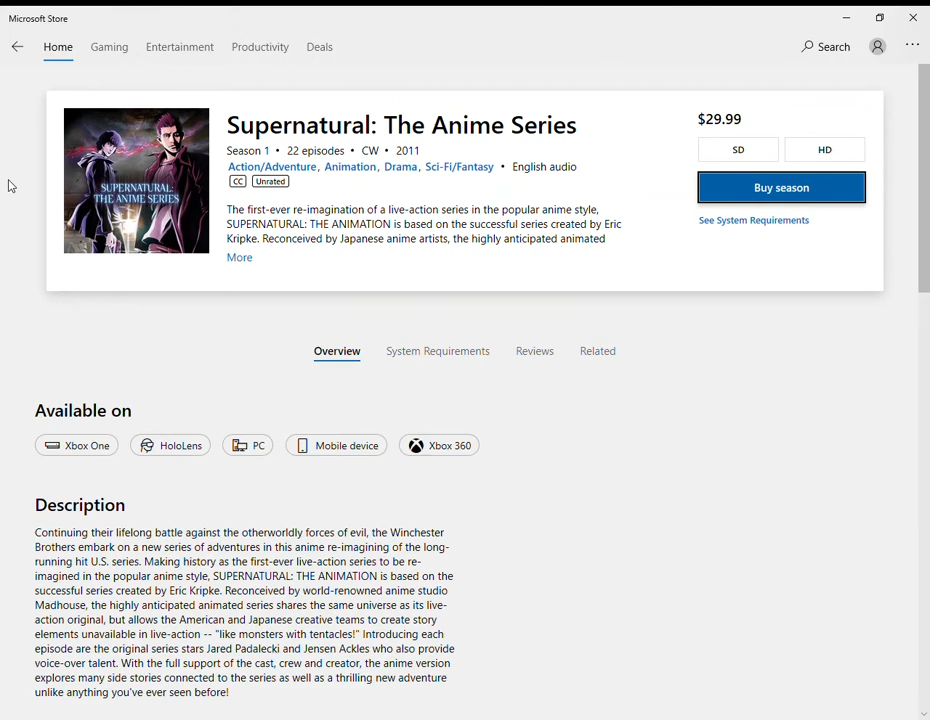 Microsoft Store
Home Gaming Entertainment Productivity Deals Search
SUPERNATURAL:
THE ANIME SERIES
Supernatural: The Anime Series
Season 1 • 22 episodes • CW • 2011
Action/Adventure, Animation, Drama, Sci-Fi/Fantasy • English audio
CC Unrated
The first-ever re-imagination of a live-action series in the popular anime style,
SUPERNATURAL: THE ANIMATION is based on the successful series created by Eric
Kripke. Reconceived by Japanese anime artists, the highly anticipated animated
More
$29.99
SD HD
Buy season
See System Requirements
Overview System Requirements Reviews Related
Available on
Xbox One HoloLens PC Mobile device Xbox 360
Description
Continuing their lifelong battle against the otherworldly forces of evil, the Winchester
Brothers embark on a new series of adventures in this anime re-imagining of the long-
running hit U.S. series. Making history as the first-ever live-action series to be re-
imagined in the popular anime style, SUPERNATURAL: THE ANIMATION is based on the
successful series created by Eric Kripke. Reconceived by world-renowned anime studio
Madhouse, the highly anticipated animated series shares the same universe as its live-
action original, but allows the American and Japanese creative teams to create story
elements unavailable in live-action -- "like monsters with tentacles!" Introducing each
episode are the original series stars Jared Padalecki and Jensen Ackles who also provide
voice-over talent. With the full support of the cast, crew and creator, the anime version
explores many side stories connected to the series as well as a thrilling new adventure
unlike anything you've ever seen before!